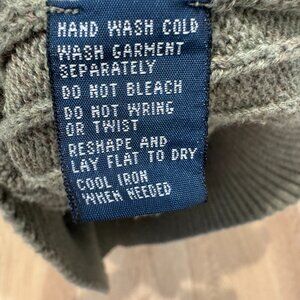 HAND WASH COLD
WASH GARMENT
SEPARATELY
DO NOT BLEACH
DO NOT WRING
OR TWIST
RESHAPE AND
LAY FLAT TO DRY
COOL IRON
WHEN NEEDED